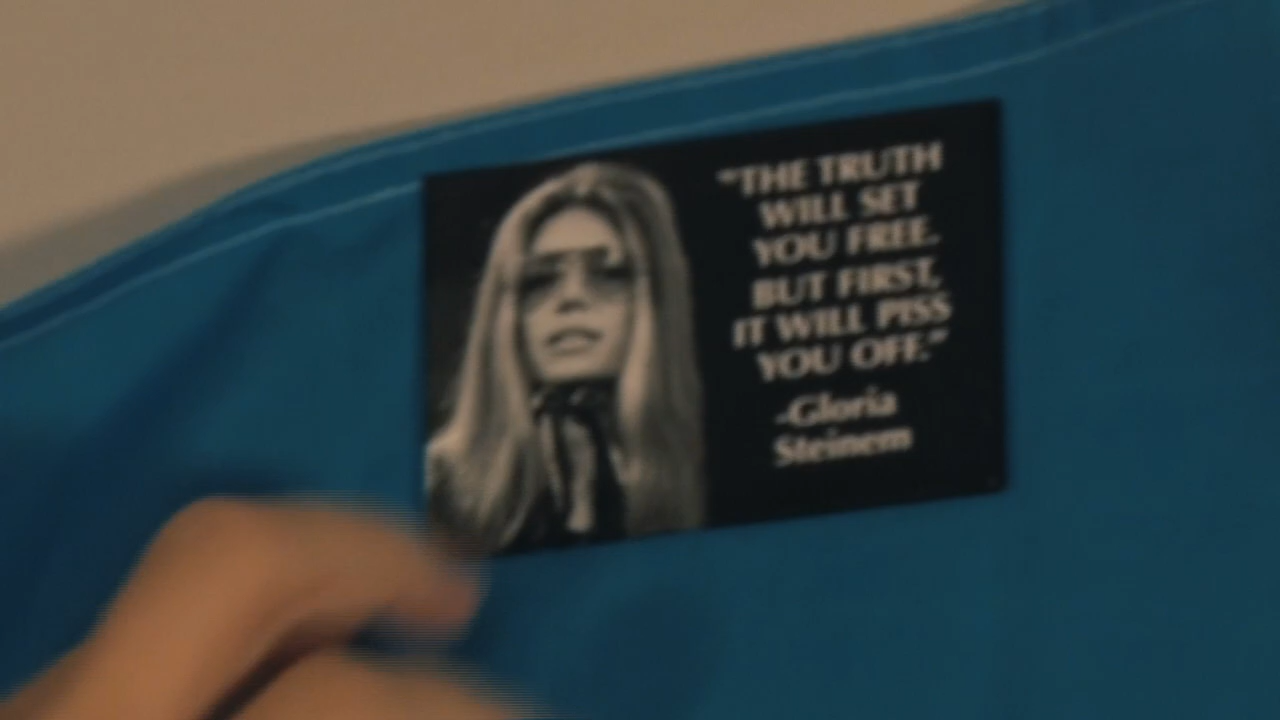 "THE TRUTH
WILL SET
YOU FREE.
BUT FIRST,
IT WILL PISS
YOU OFF."
-Gloria
Steinem